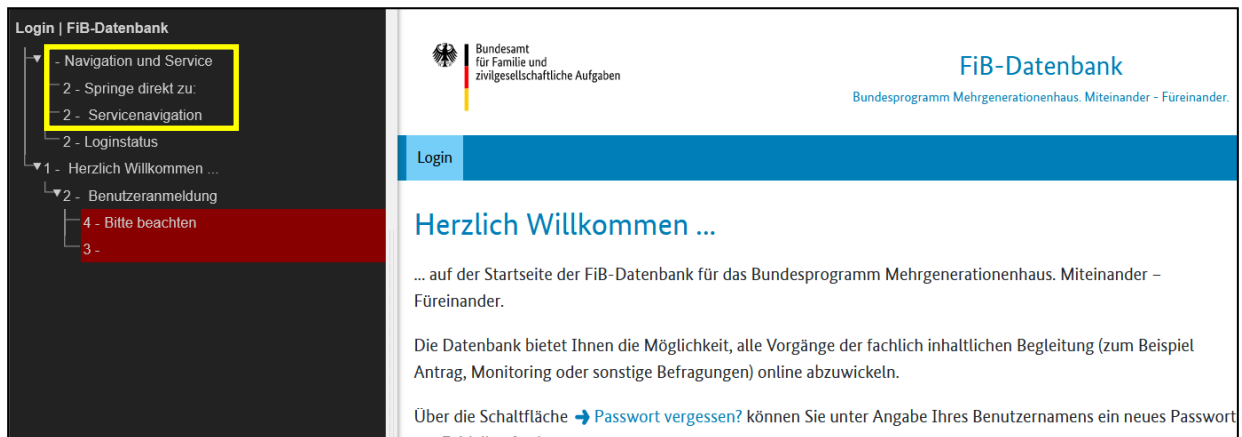 Login | FiB-Datenbank
- Navigation und Service
2 - Springe direkt zu:
2 - Servicenavigation
2 - Loginstatus
1 - Herzlich Willkommen ...
2 - Benutzeranmeldung
4 - Bitte beachten
3 -
Bundesamt
für Familie und
zivilgesellschaftliche Aufgaben
FiB-Datenbank
Bundesprogramm Mehrgenerationenhaus. Miteinander - Füreinander.
Login
Herzlich Willkommen ...
... auf der Startseite der FiB-Datenbank für das Bundesprogramm Mehrgenerationenhaus. Miteinander –
Füreinander.
Die Datenbank bietet Ihnen die Möglichkeit, alle Vorgänge der fachlich inhaltlichen Begleitung (zum Beispiel
Antrag, Monitoring oder sonstige Befragungen) online abzuwickeln.
Über die Schaltfläche ➔ Passwort vergessen? können Sie unter Angabe Ihres Benutzernamens ein neues Passwort